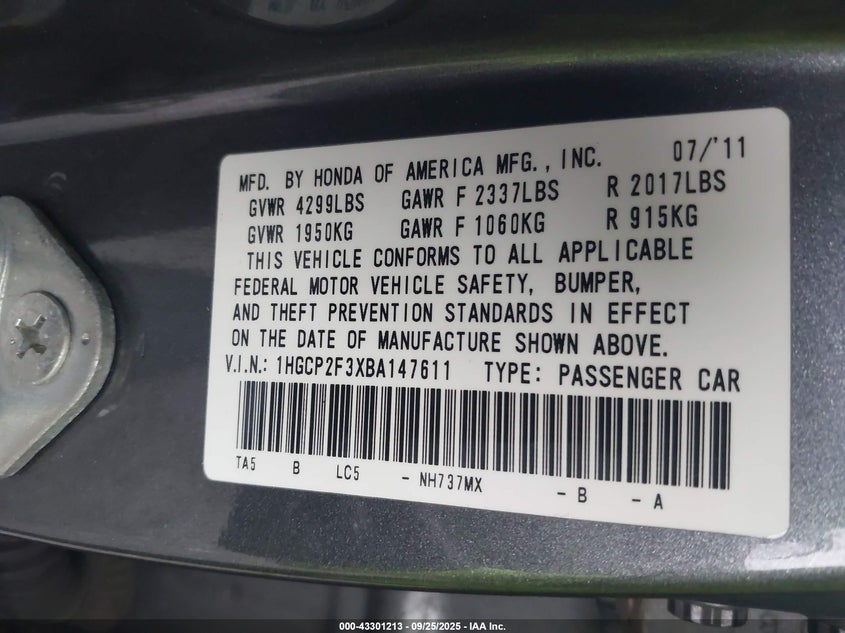 MFD. BY HONDA OF AMERICA MFG., INC. 07/'11
GVWR 4299LBS GAWR F 2337LBS R 2017LBS
GVWR 1950KG GAWR F 1060KG R 915KG
THIS VEHICLE CONFORMS TO ALL APPLICABLE
FEDERAL MOTOR VEHICLE SAFETY, BUMPER,
AND THEFT PREVENTION STANDARDS IN EFFECT
ON THE DATE OF MANUFACTURE SHOWN ABOVE.
V.I.N.: 1HGCP2F3XBA147611 TYPE: PASSENGER CAR
TA5 B LC5 - NH737MX - B - A
000-43301213 - 09/25/2025 - IAA Inc.